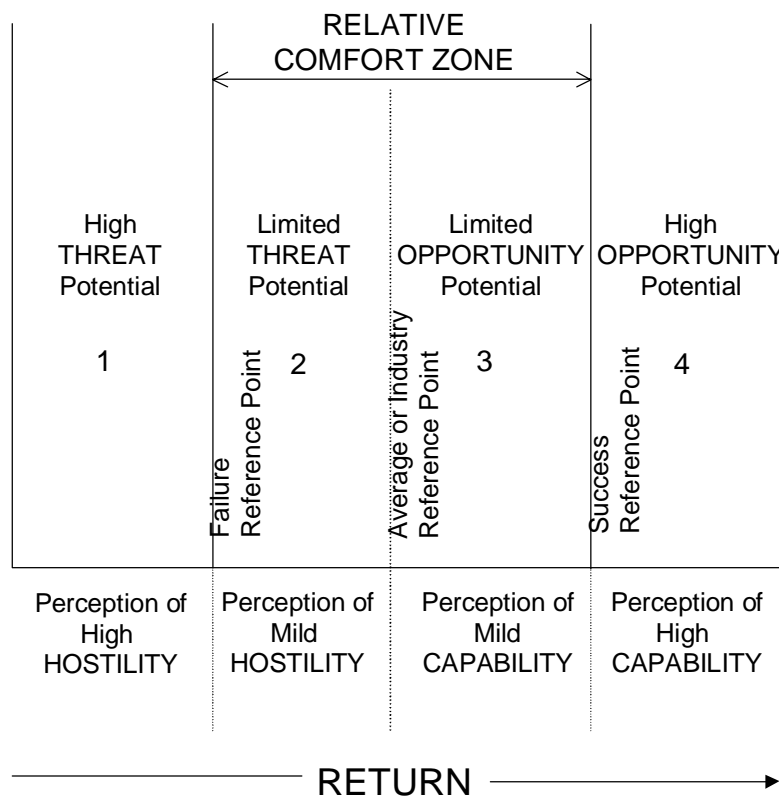 RELATIVE
COMFORT ZONE
High
THREAT
Potential
1
Limited
THREAT
Potential
2
Limited
OPPORTUNITY
Potential
3
High
OPPORTUNITY
Potential
4
Failure
Reference Point
Average or Industry
Reference Point
Success
Reference Point
Perception of
High
HOSTILITY
Perception of
Mild
HOSTILITY
Perception of
Mild
CAPABILITY
Perception of
High
CAPABILITY
RETURN